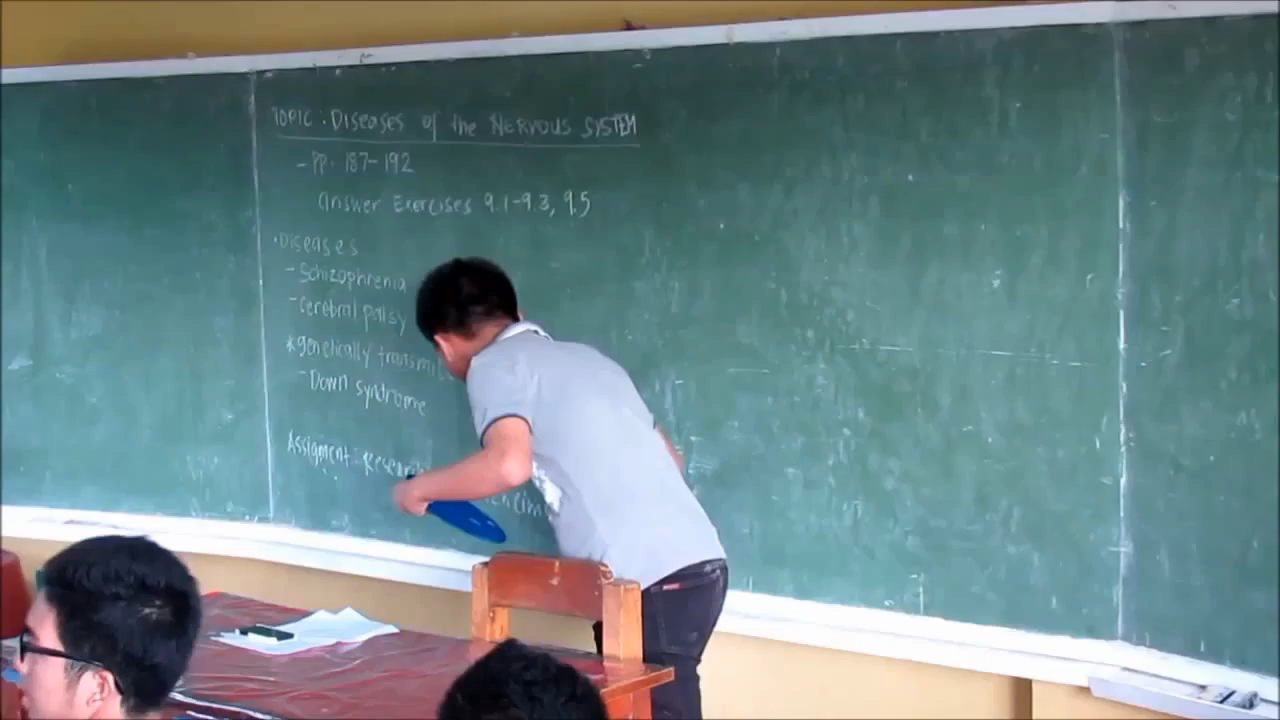 TOPIC . Diseases of the NERVOUS SYSTEM
- PP. 187-192
Answer Exercises 9.1-9.3, 9.5
. Diseases
- Schizophrenia
- Cerebral palsy
*genetically
- Down syndrome
Assigment :